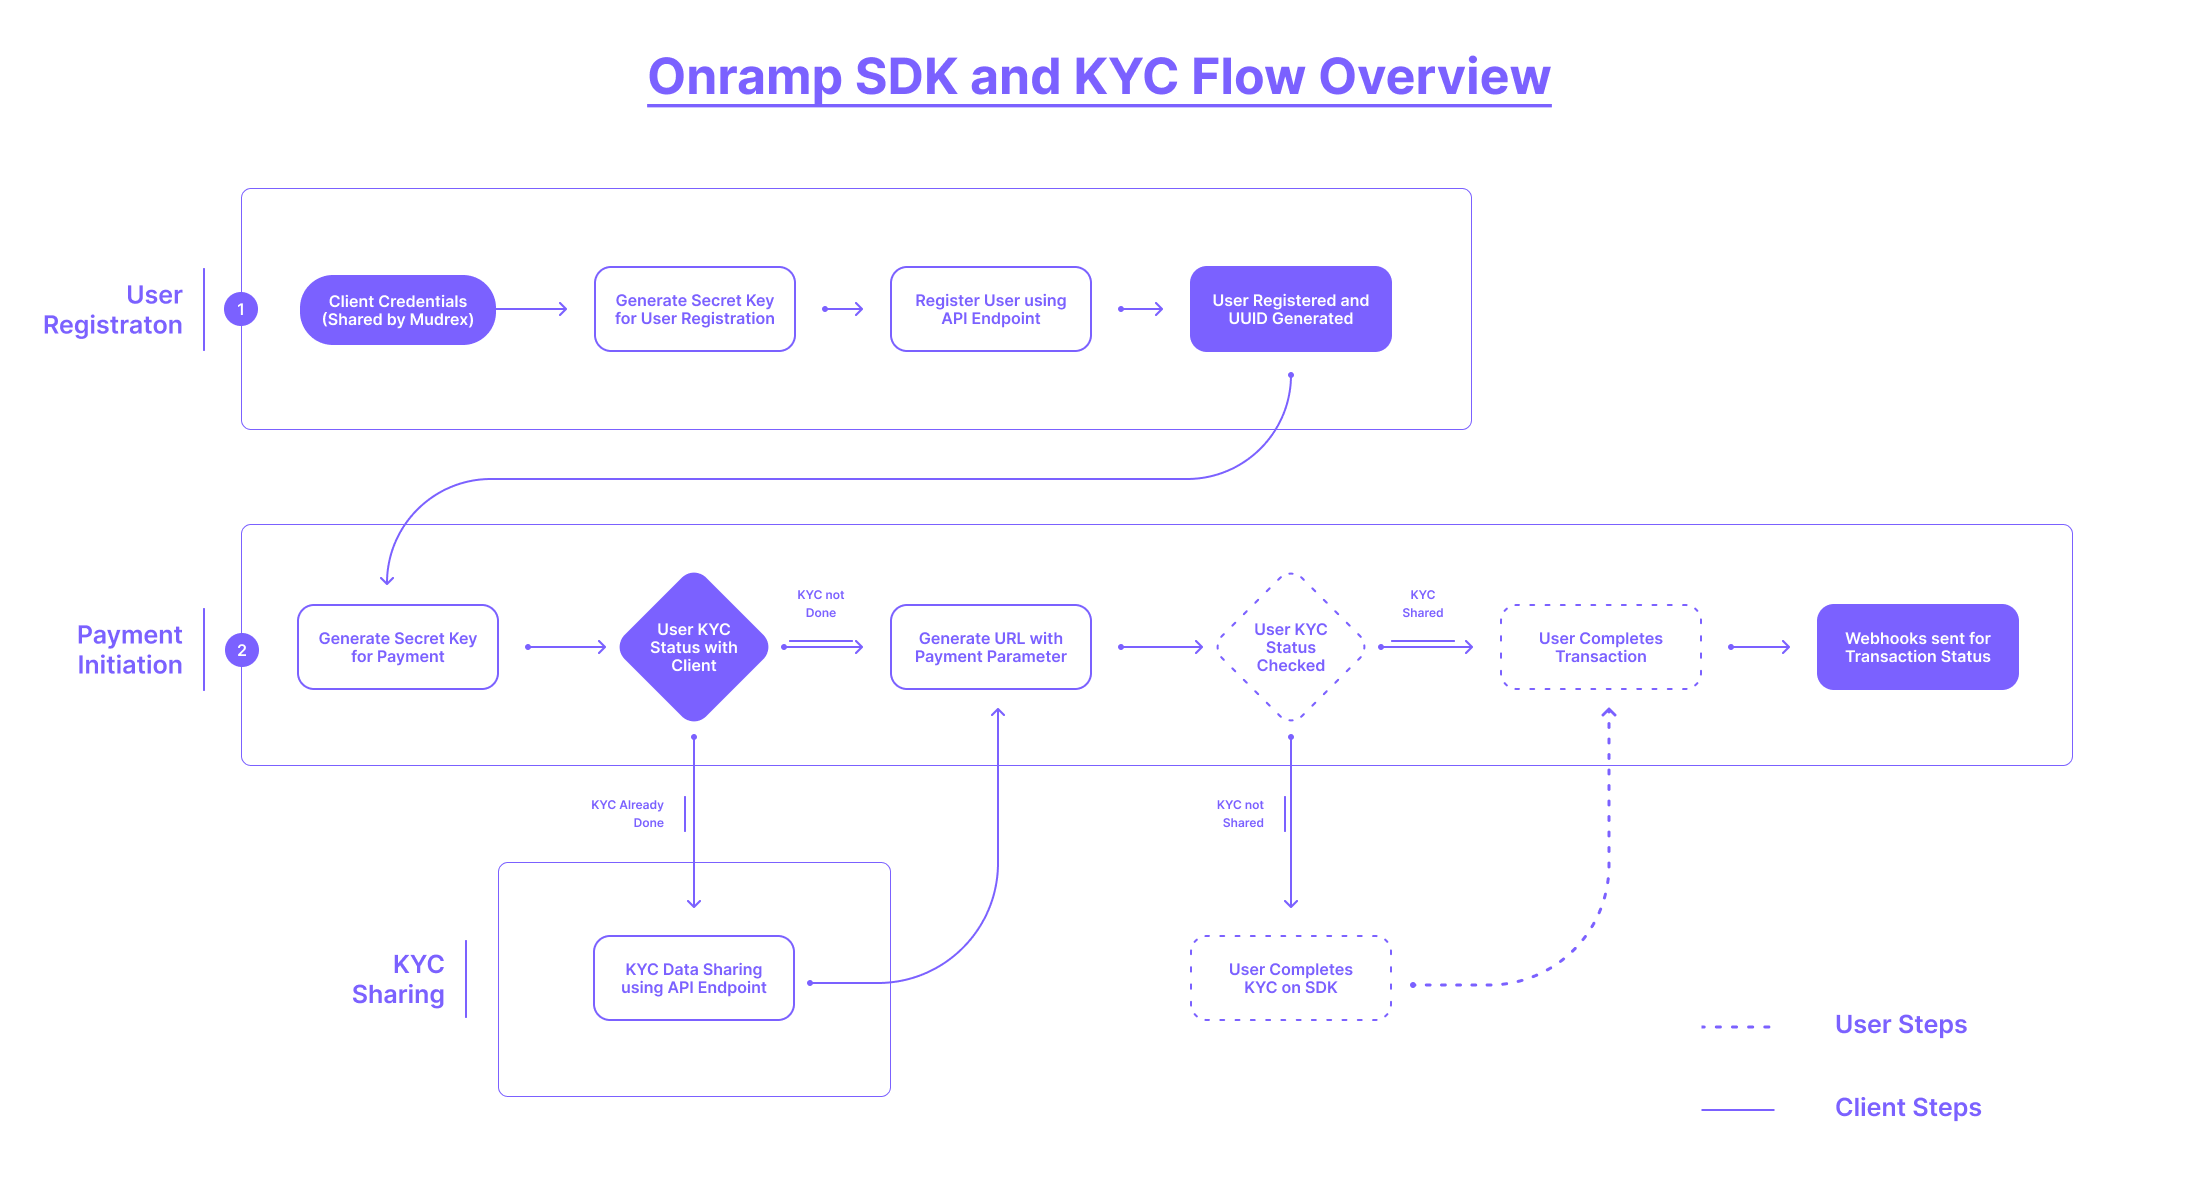 Onramp SDK and KYC Flow Overview
User
Registraton
1
Client Credentials
(Shared by Mudrex)
Generate Secret Key
for User Registration
Register User using
API Endpoint
User Registered and
UUID Generated
Payment
Initiation
2
Generate Secret Key
for Payment
User KYC
Status with
Client
KYC not
Done
Generate URL with
Payment Parameter
User KYC
Status
Checked
KYC
Shared
User Completes
Transaction
Webhooks sent for
Transaction Status
KYC Already
Done
KYC not
Shared
KYC
Sharing
KYC Data Sharing
using API Endpoint
User Completes
KYC on SDK
User Steps
Client Steps